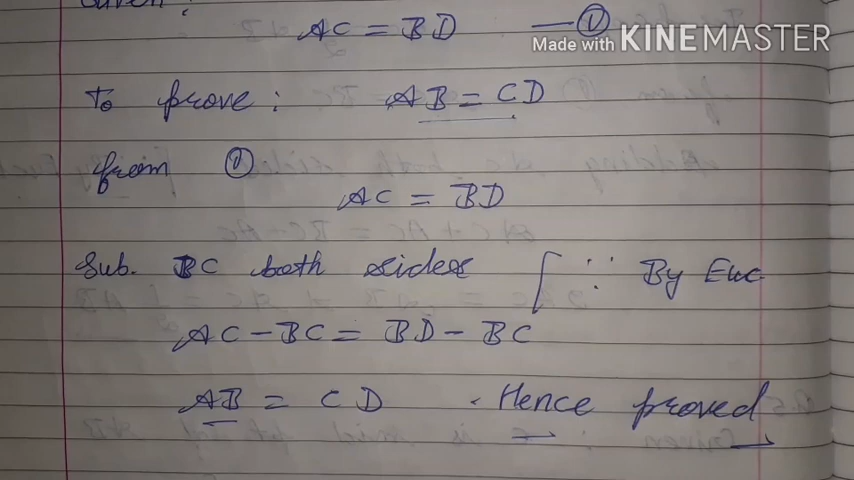 Given :
AC = BD — ①
Made with KINEMASTER
To prove : AB = CD
from ①
AC = BD
Sub. BC both sides [ ∵ By Euc
AC – BC = BD – BC
AB = CD . Hence proved